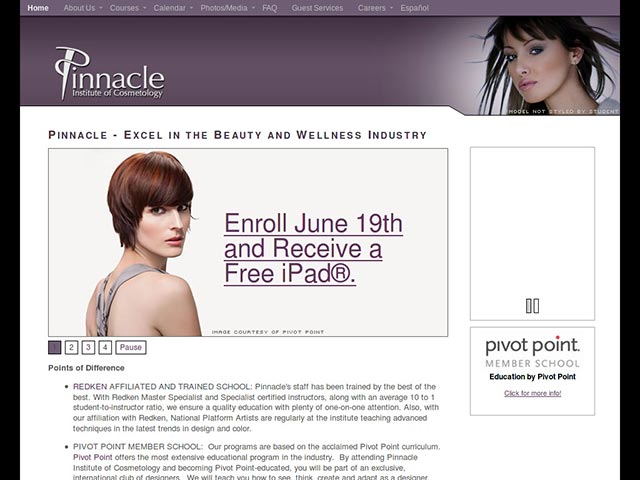 Home About Us Courses Calendar Photos/Media FAQ Guest Services Careers Español
Pinnacle
Institute of Cosmetology
MODEL NOT STYLED BY STUDENT
PINNACLE - EXCEL IN THE BEAUTY AND WELLNESS INDUSTRY
Enroll June 19th
and Receive a
Free iPad®.
IMAGE COURTESY OF PIVOT POINT
1 2 3 4 Pause
pivot point.
MEMBER SCHOOL
Education by Pivot Point
Click for more info!
Points of Difference
REDKEN AFFILIATED AND TRAINED SCHOOL: Pinnacle's staff has been trained by the best of the
best. With Redken Master Specialist and Specialist certified instructors, along with an average 10 to 1
student-to-instructor ratio, we ensure a quality education with plenty of one-on-one attention. Also, with
our affiliation with Redken, National Platform Artists are regularly at the institute teaching advanced
techniques in the latest trends in design and color.
PIVOT POINT MEMBER SCHOOL: Our programs are based on the acclaimed Pivot Point curriculum.
Pivot Point offers the most extensive educational program in the industry. By attending Pinnacle
Institute of Cosmetology and becoming Pivot Point-educated, you will be part of an exclusive,
international club of designers. We will teach you how to see, think, create and adapt as a designer